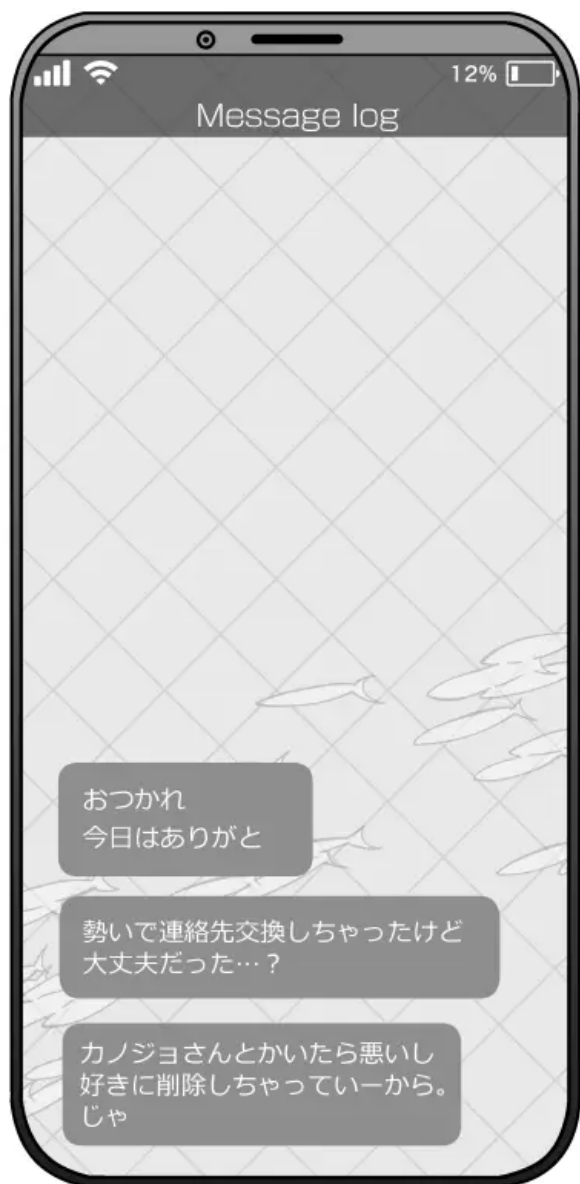 12%
Message log
おつかれ
今日はありがと
勢いで連絡先交換しちゃったけど
大丈夫だった…？
カノジョさんとかいたら悪いし
好きに削除しちゃっていーから。
じゃ